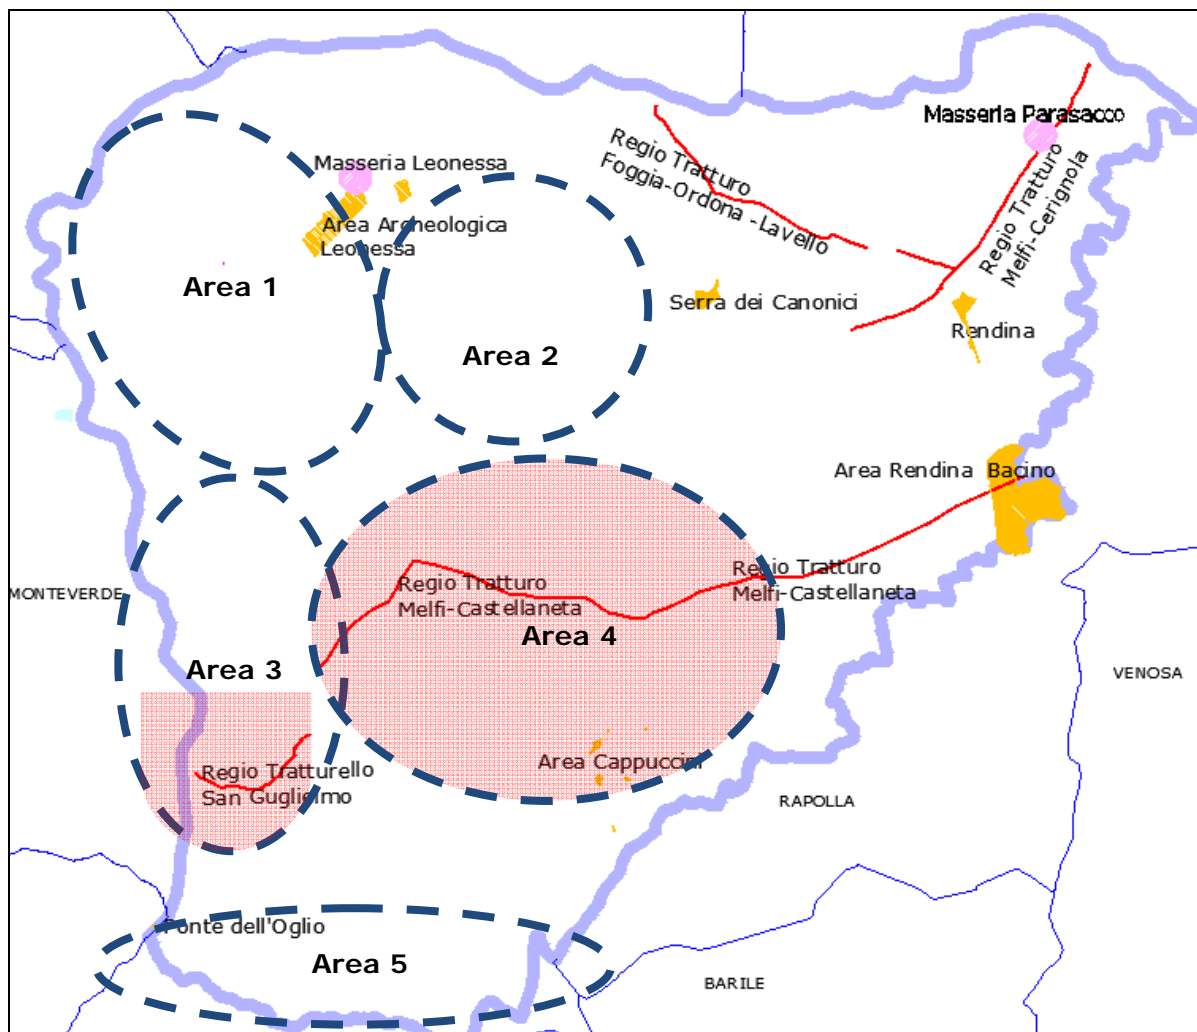 Masseria Parasacco
Masseria Leonessa
Regio Tratturo
Foggia-Ordona -Lavello
Regio Tratturo
Melfi-Cerignola
Area Archeologica
Leonessa
Area 1
Serra dei Canonici
Rendina
Area 2
Area Rendina Bacino
MONTEVERDE
Regio Tratturo
Melfi-Castellaneta
Regio Tratturo
Melfi-Castellaneta
Area 4
Area 3
VENOSA
Area Cappuccini
Regio Tratturello
San Guglielmo
RAPOLLA
Ponte dell'Oglio
Area 5
BARILE